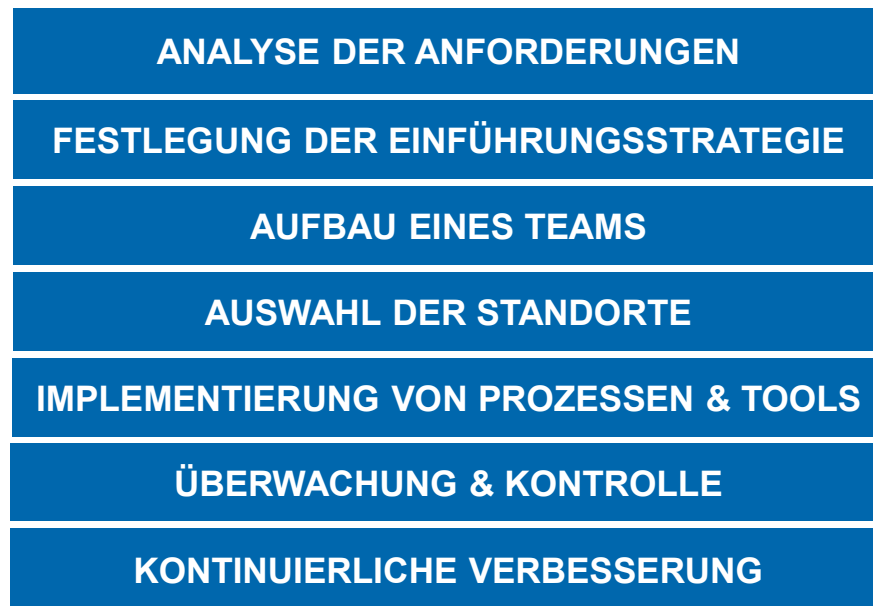 ANALYSE DER ANFORDERUNGEN
FESTLEGUNG DER EINFÜHRUNGSSTRATEGIE
AUFBAU EINES TEAMS
AUSWAHL DER STANDORTE
IMPLEMENTIERUNG VON PROZESSEN & TOOLS
ÜBERWACHUNG & KONTROLLE
KONTINUIERLICHE VERBESSERUNG